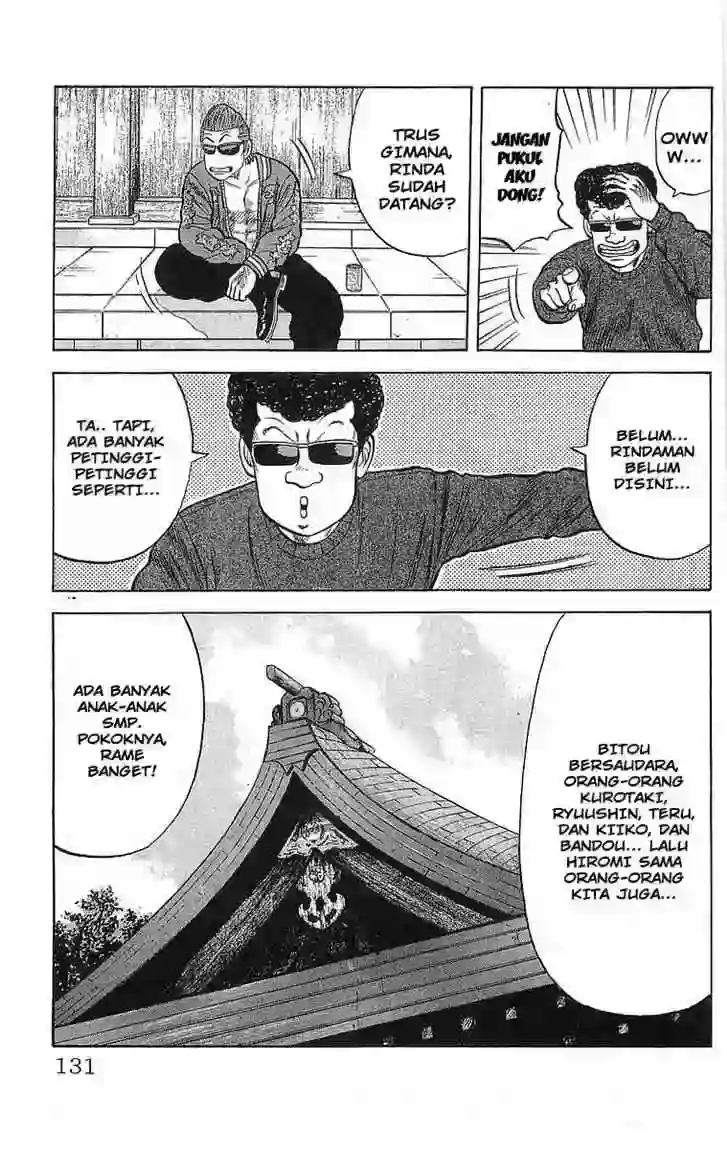 OWW
W...
JANGAN
PUKUL
AKU
DONG!
TRUS
GIMANA,
RINDA
SUDAH
DATANG?
BELUM...
RINDAMAN
BELUM
DISINI...
TA.. TAPI,
ADA BANYAK
PETINGGI-
PETINGGI
SEPERTI...
BITOU
BERSAUDARA,
ORANG-ORANG
KUROTAKI,
RYUUSHIN, TERU,
DAN KIIKO, DAN
BANDOU... LALU
HIROMI SAMA
ORANG-ORANG
KITA JUGA...
ADA BANYAK
ANAK-ANAK
SMP.
POKOKNYA,
RAME
BANGET!
131